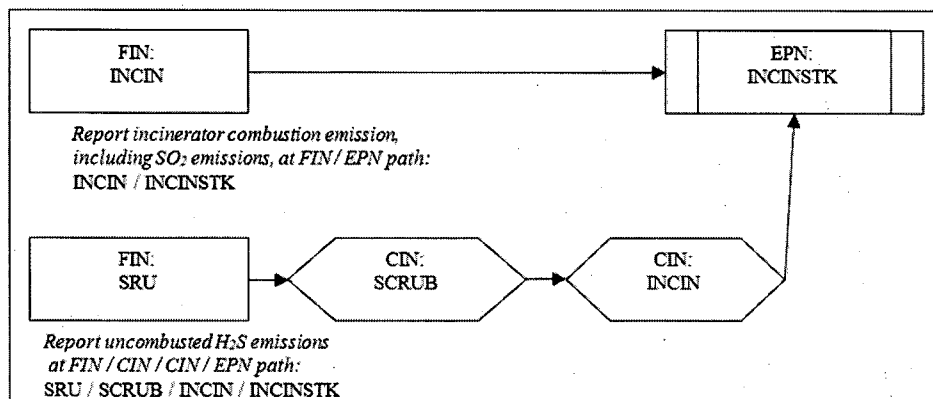 FIN:
INCIN
EPN:
INCINSTK
Report incinerator combustion emission,
including SO₂ emissions, at FIN / EPN path:
INCIN / INCINSTK
FIN:
SRU
CIN:
SCRUB
CIN:
INCIN
Report uncombusted H₂S emissions
at FIN / CIN / CIN / EPN path:
SRU / SCRUB / INCIN / INCINSTK